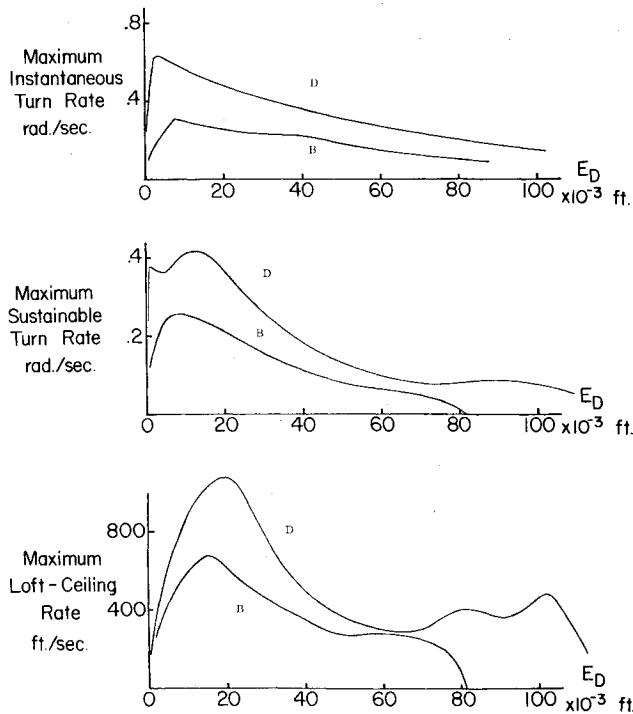 .8
Maximum
Instantaneous
Turn Rate
rad./sec.
.4
D
B
0 20 40 60 80 100
E_D
x10⁻³ ft.
.4
Maximum
Sustainable
Turn Rate
rad./sec.
.2
D
B
0 20 40 60 80 100
E_D
x10⁻³ ft.
800
Maximum
Loft-Ceiling
Rate
ft/sec.
400
D
B
0 20 40 60 80 100
E_D
x10⁻³ ft.